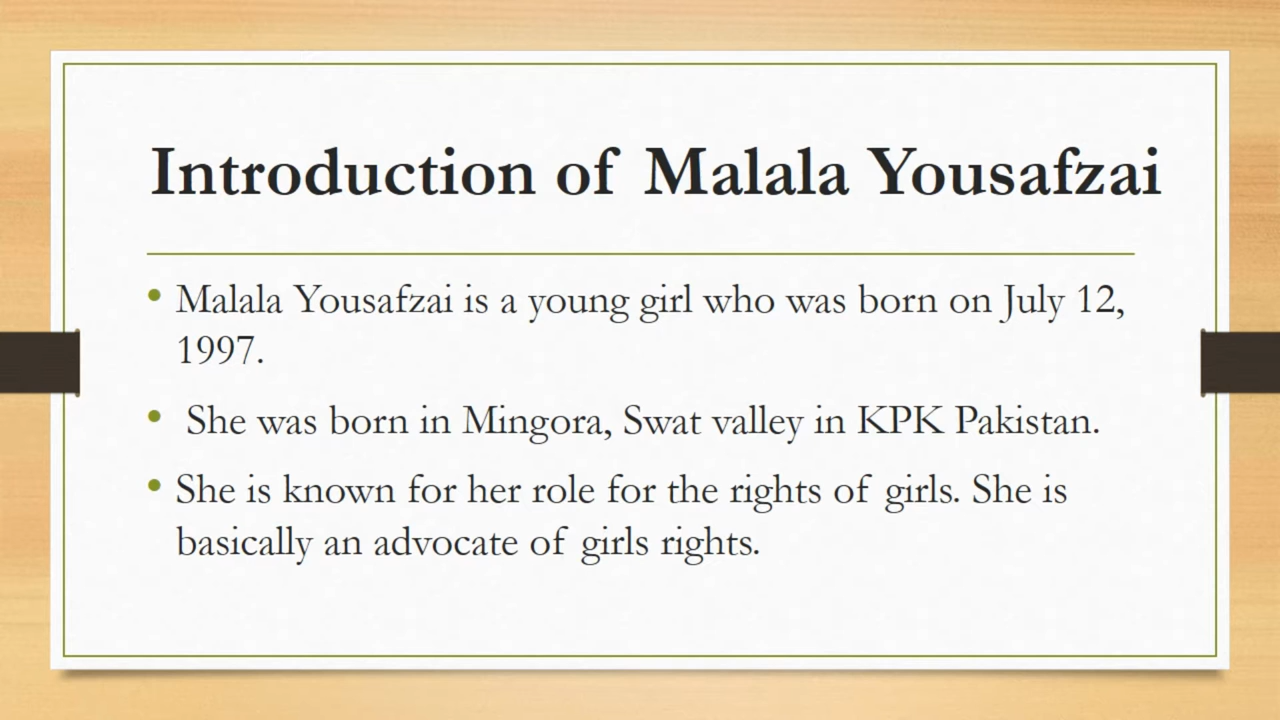 Introduction of Malala Yousafzai
• Malala Yousafzai is a young girl who was born on July 12,
1997.
• She was born in Mingora, Swat valley in KPK Pakistan.
• She is known for her role for the rights of girls. She is
basically an advocate of girls rights.